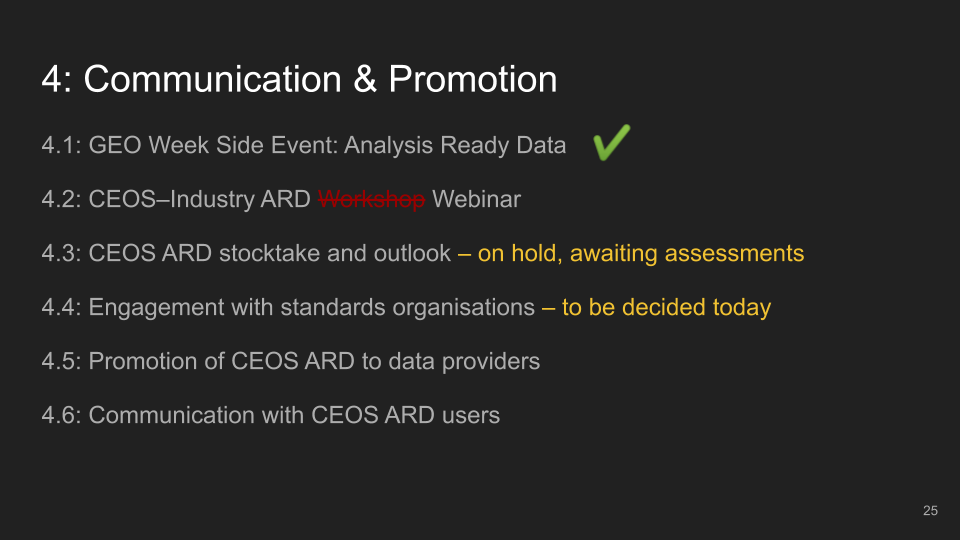 4: Communication & Promotion
4.1: GEO Week Side Event: Analysis Ready Data ✔
4.2: CEOS–Industry ARD Workshop Webinar
4.3: CEOS ARD stocktake and outlook – on hold, awaiting assessments
4.4: Engagement with standards organisations – to be decided today
4.5: Promotion of CEOS ARD to data providers
4.6: Communication with CEOS ARD users
25